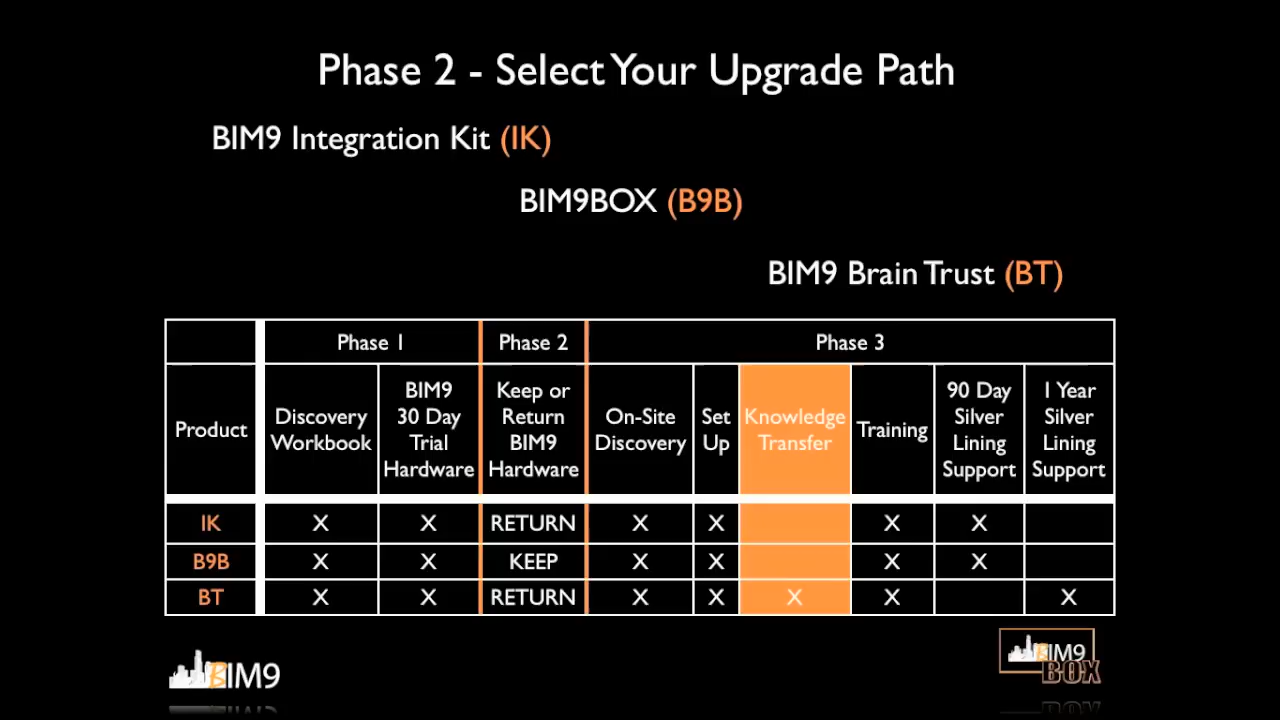 Phase 2 - Select Your Upgrade Path
BIM9 Integration Kit (IK)
BIM9BOX (B9B)
BIM9 Brain Trust (BT)
Phase 1
Phase 2
Phase 3
Product
Discovery
Workbook
BIM9
30 Day
Trial
Hardware
Keep or
Return
BIM9
Hardware
On-Site
Discovery
Set
Up
Knowledge
Transfer
Training
90 Day
Silver
Lining
Support
1 Year
Silver
Lining
Support
IK X X RETURN X X X X
B9B X X KEEP X X X X
BT X X RETURN X X X X X
BIM9
BIM9
BOX